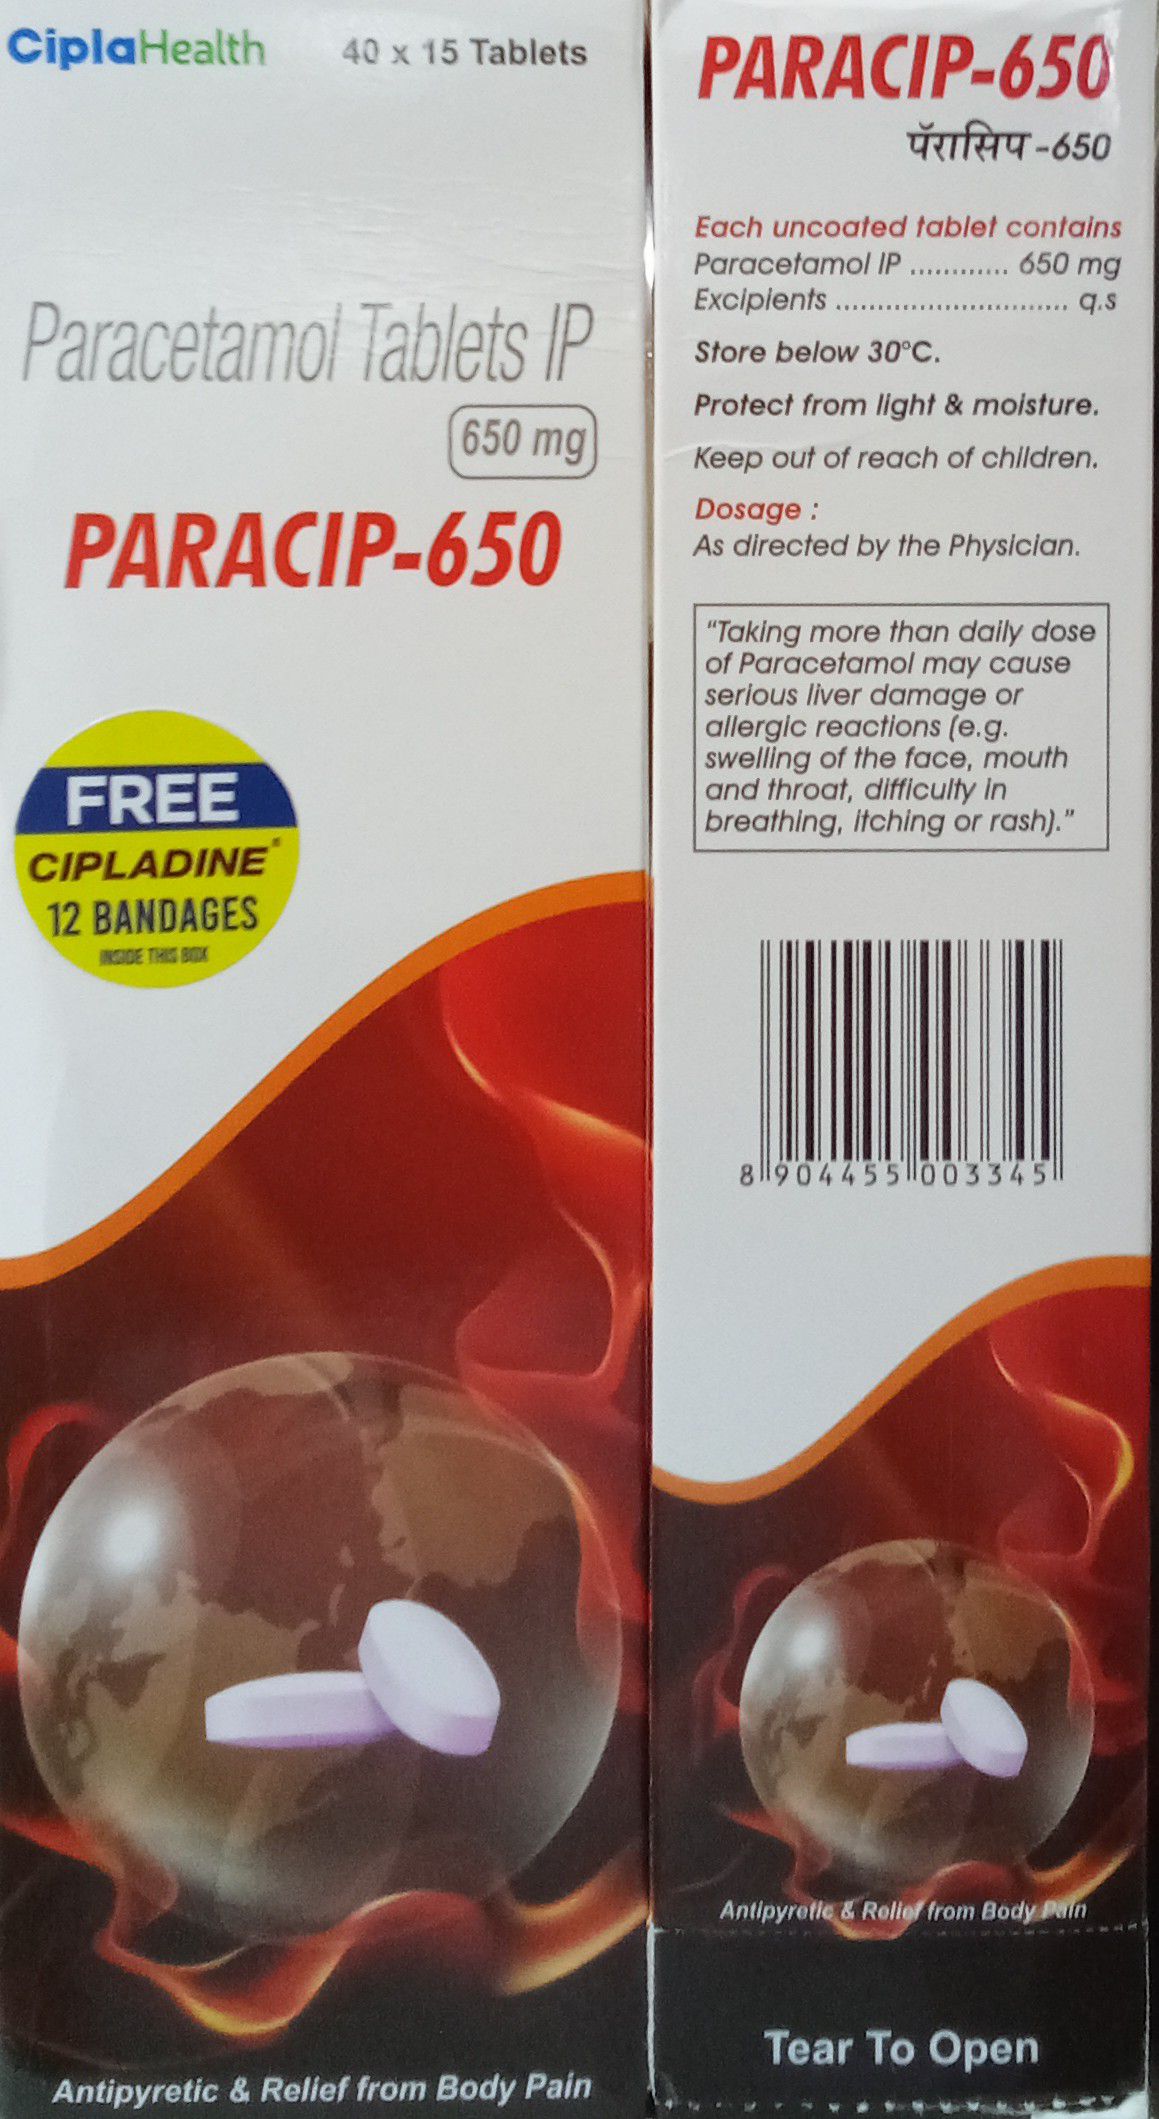 CiplaHealth
40 x 15 Tablets
Paracetamol Tablets IP
650 mg
PARACIP-650
FREE
CIPLADINE®
12 BANDAGES
INSIDE THIS BOX
Antipyretic & Relief from Body Pain
PARACIP-650
पॅरासिप -650
Each uncoated tablet contains
Paracetamol IP ............ 650 mg
Excipients ............................ q.s
Store below 30°C.
Protect from light & moisture.
Keep out of reach of children.
Dosage :
As directed by the Physician.
"Taking more than daily dose
of Paracetamol may cause
serious liver damage or
allergic reactions (e.g.
swelling of the face, mouth
and throat, difficulty in
breathing, itching or rash)."
8 904455 003345
Antipyretic & Relief from Body Pain
Tear To Open